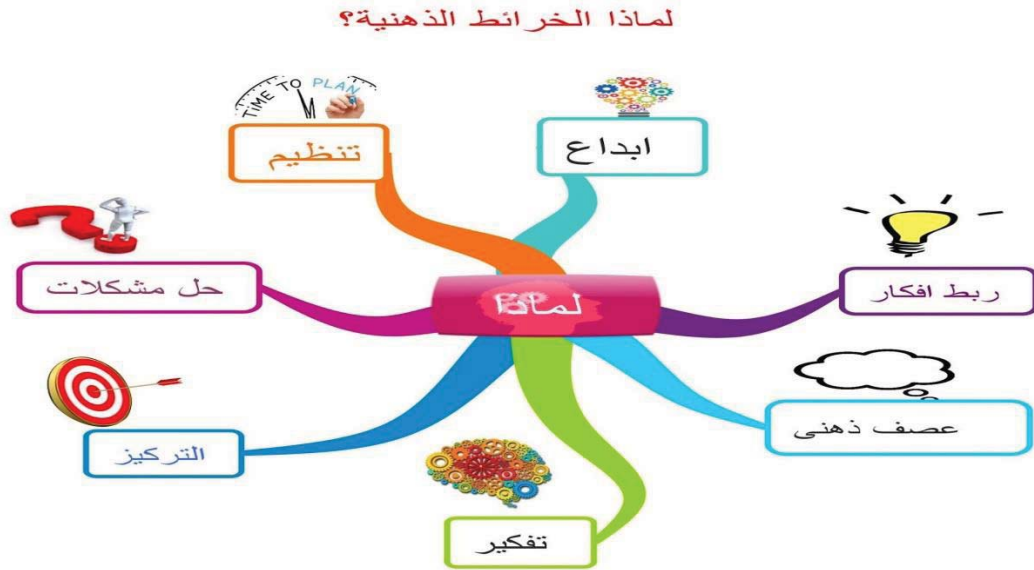 لماذا الخرائط الذهنية؟
TIME TO PLAN
ابداع
تنظيم
ربط افكار
حل مشكلات
لماذا
عصف ذهنى
التركيز
تفكير